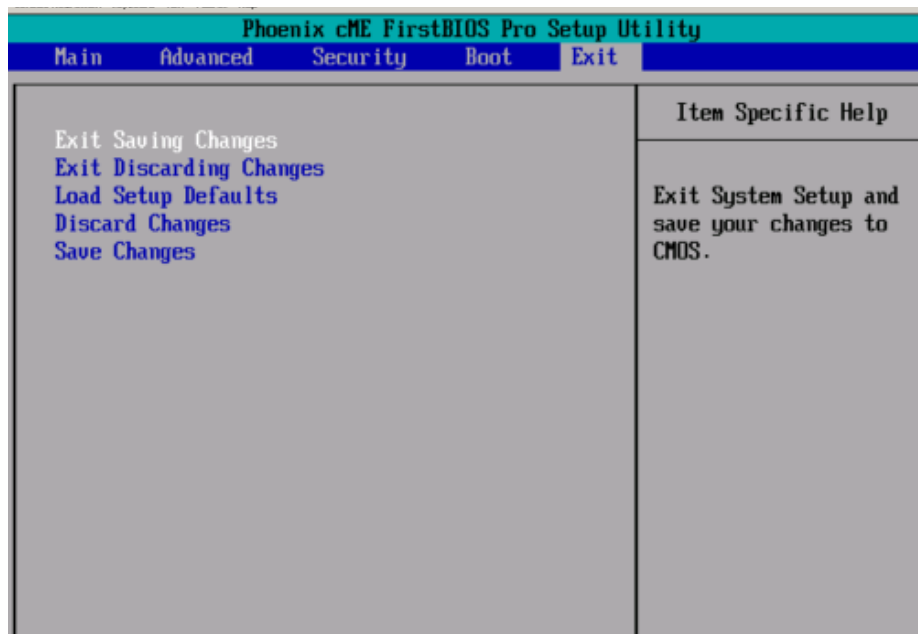 Phoenix cME FirstBIOS Pro Setup Utility
Main Advanced Security Boot Exit
Item Specific Help
Exit Saving Changes
Exit Discarding Changes
Load Setup Defaults
Discard Changes
Save Changes
Exit System Setup and
save your changes to
CMOS.